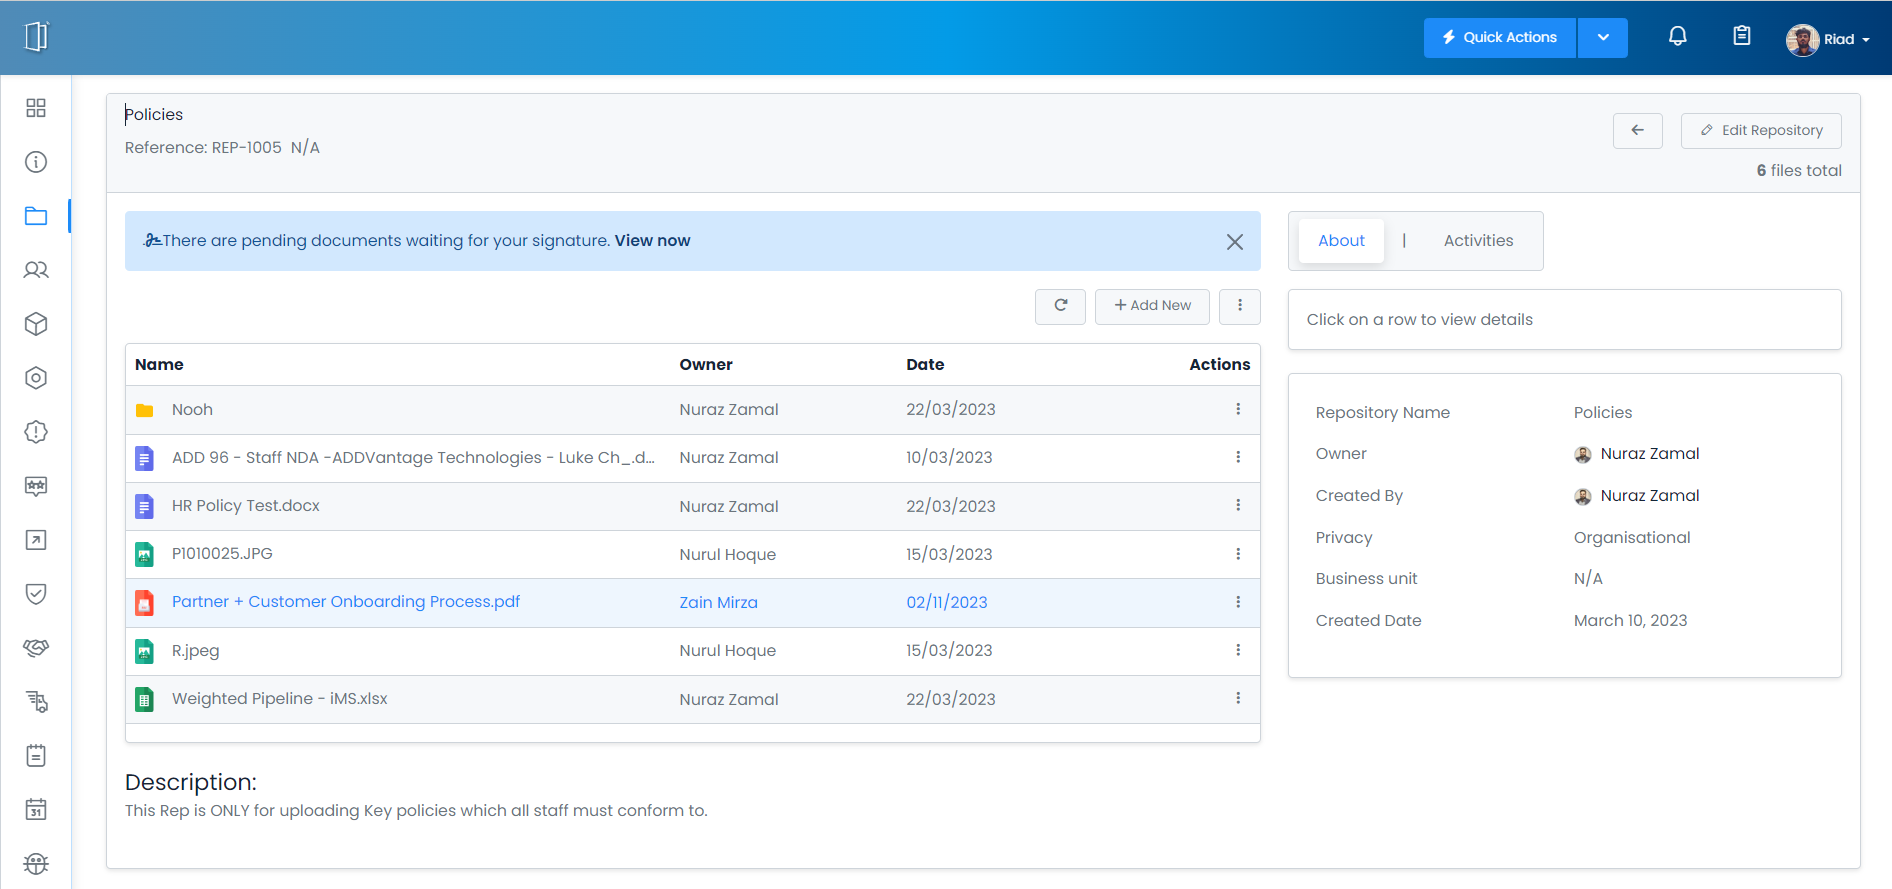 Quick Actions
Riad
Policies
Reference: REP-1005 N/A
Edit Repository
6 files total
There are pending documents waiting for your signature. View now
About | Activities
+ Add New
Click on a row to view details
Name Owner Date Actions
Nooh Nuraz Zamal 22/03/2023
ADD 96 - Staff NDA -ADDVantage Technologies - Luke Ch_.d... Nuraz Zamal 10/03/2023
HR Policy Test.docx Nuraz Zamal 22/03/2023
P1010025.JPG Nurul Hoque 15/03/2023
Partner + Customer Onboarding Process.pdf Zain Mirza 02/11/2023
R.jpeg Nurul Hoque 15/03/2023
Weighted Pipeline - iMS.xlsx Nuraz Zamal 22/03/2023
Repository Name Policies
Owner Nuraz Zamal
Created By Nuraz Zamal
Privacy Organisational
Business unit N/A
Created Date March 10, 2023
Description:
This Rep is ONLY for uploading Key policies which all staff must conform to.
31